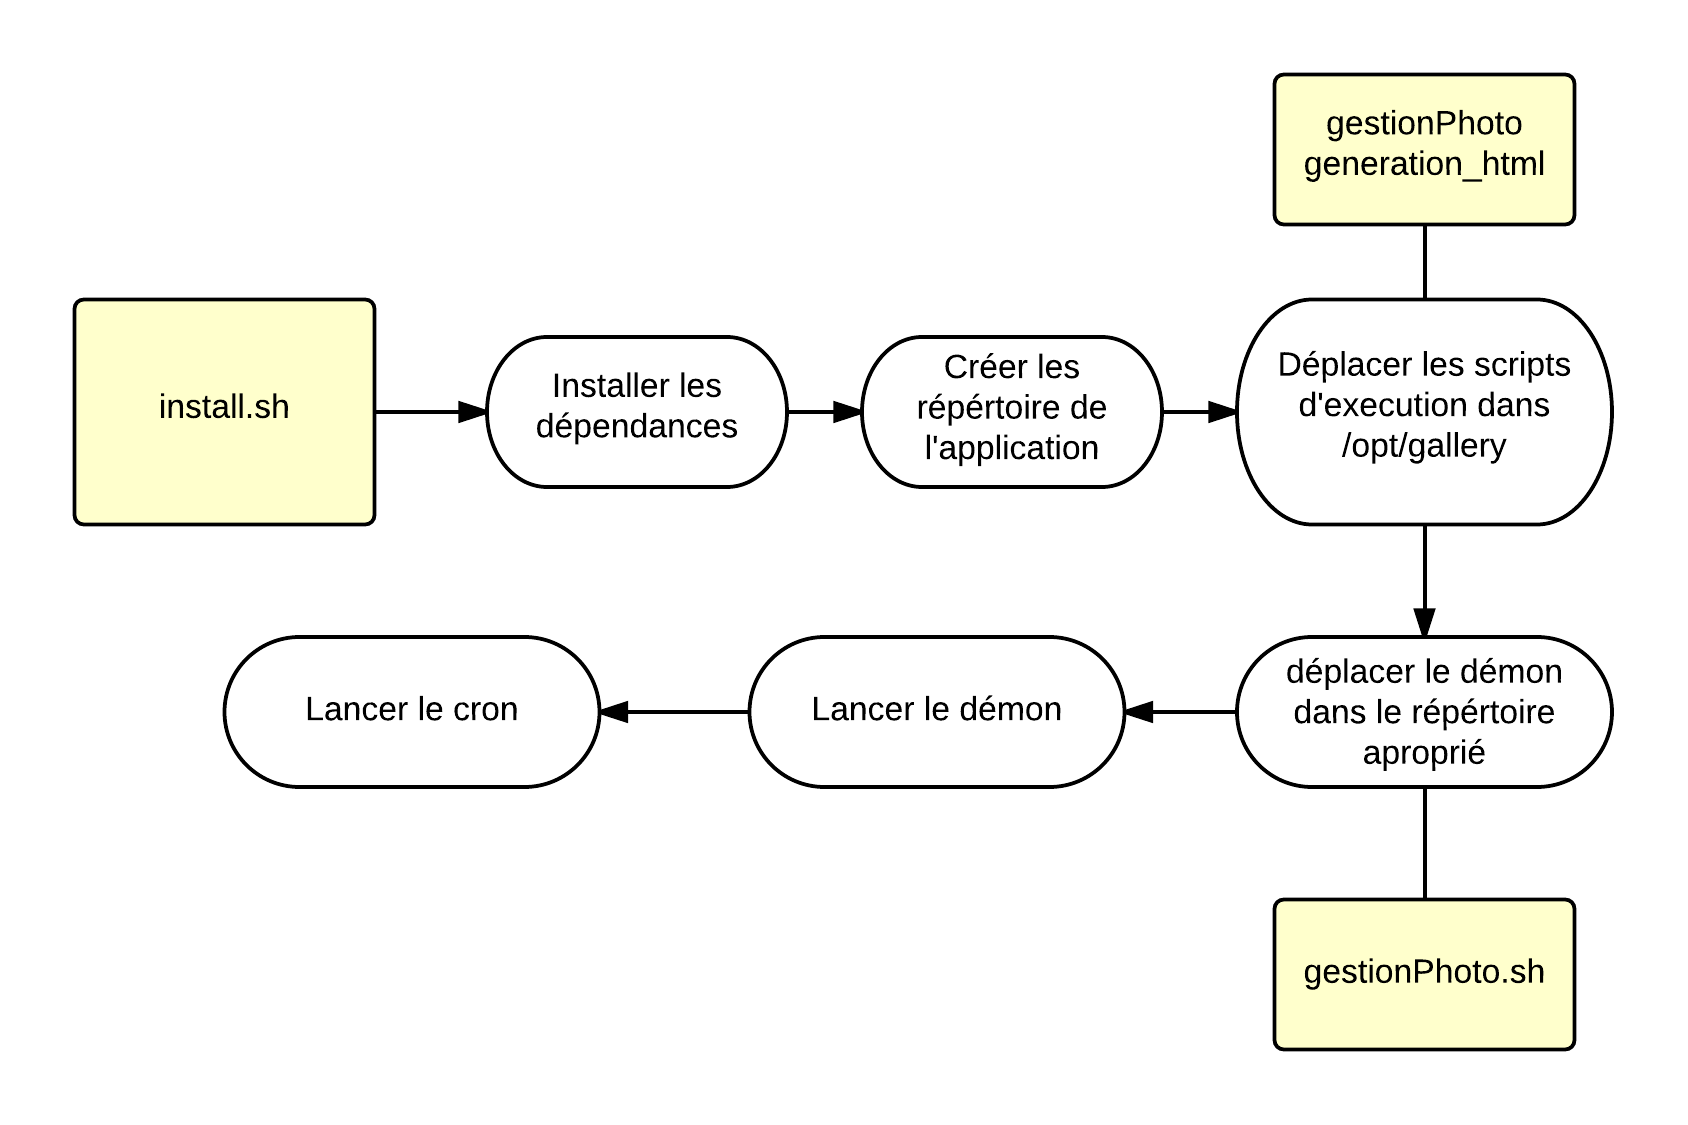 gestionPhoto
generation_html
install.sh
Installer les
dépendances
Créer les
répértoire de
l'application
Déplacer les scripts
d'execution dans
/opt/gallery
déplacer le démon
dans le répértoire
aproprié
Lancer le démon
Lancer le cron
gestionPhoto.sh